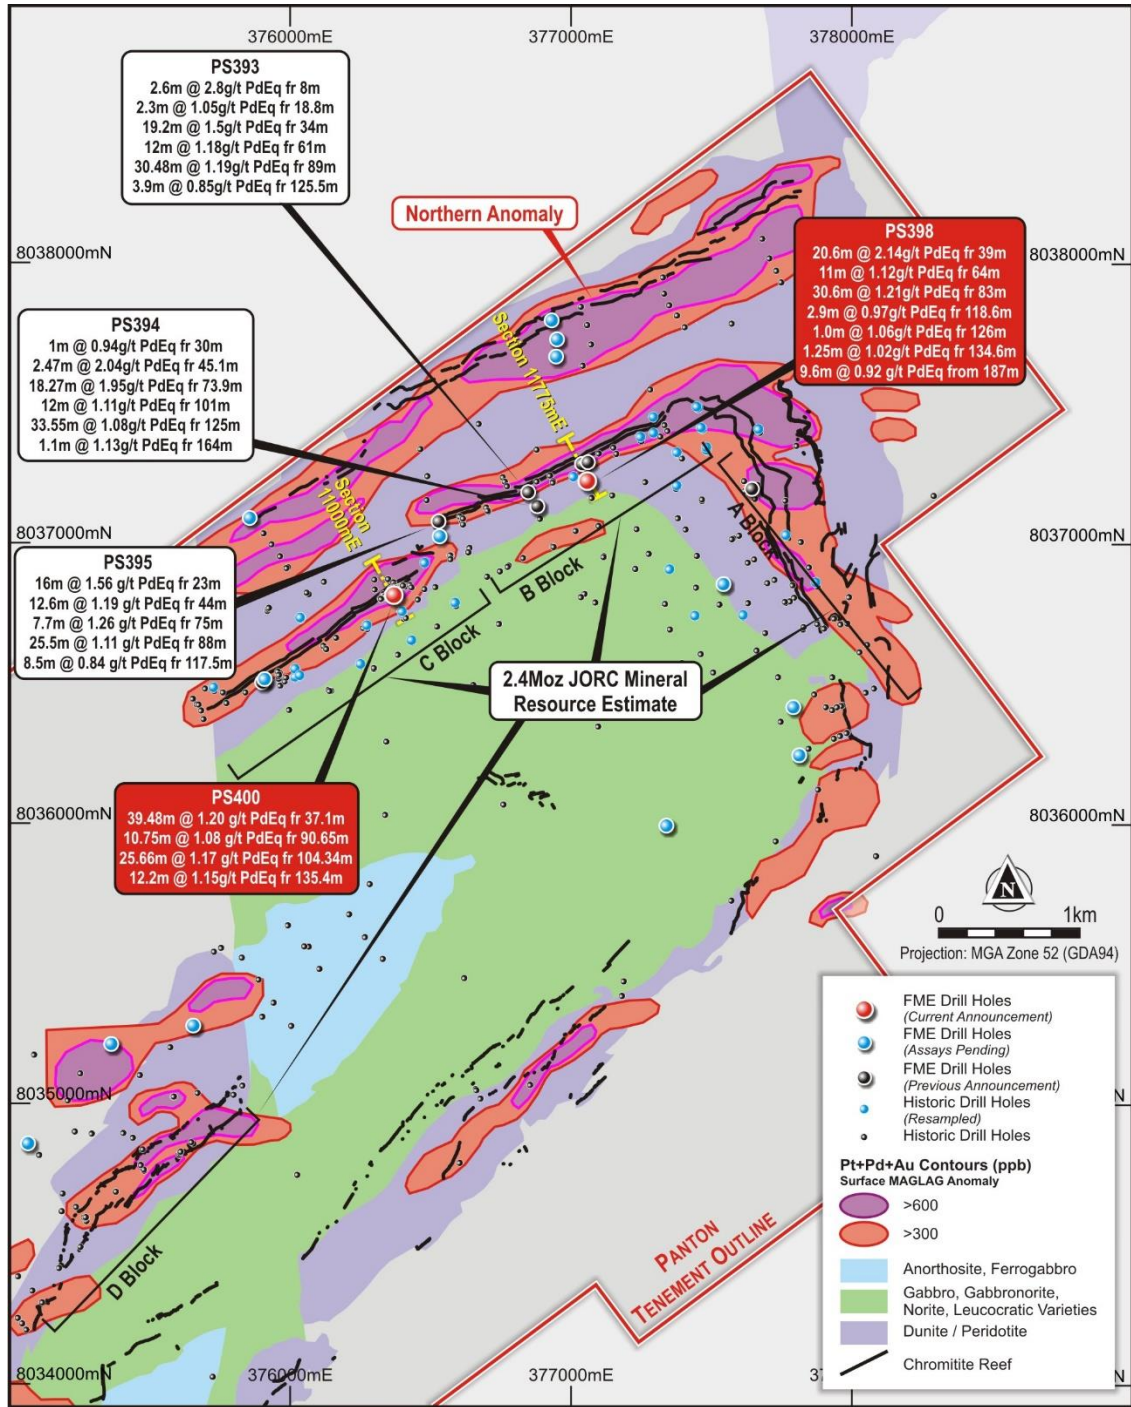 376000mE
377000mE
378000mE
PS393
2.6m @ 2.8g/t PdEq fr 8m
2.3m @ 1.05g/t PdEq fr 18.8m
19.2m @ 1.5g/t PdEq fr 34m
12m @ 1.18g/t PdEq fr 61m
30.48m @ 1.19g/t PdEq fr 89m
3.9m @ 0.85g/t PdEq fr 125.5m
Northern Anomaly
8038000mN
8038000mN
PS398
20.6m @ 2.14g/t PdEq fr 39m
11m @ 1.12g/t PdEq fr 64m
30.6m @ 1.21g/t PdEq fr 83m
2.9m @ 0.97g/t PdEq fr 118.6m
1.0m @ 1.06g/t PdEq fr 126m
1.25m @ 1.02g/t PdEq fr 134.6m
9.6m @ 0.92 g/t PdEq from 187m
PS394
1m @ 0.94g/t PdEq fr 30m
2.47m @ 2.04g/t PdEq fr 45.1m
18.27m @ 1.95g/t PdEq fr 73.9m
12m @ 1.11g/t PdEq fr 101m
33.55m @ 1.08g/t PdEq fr 125m
1.1m @ 1.13g/t PdEq fr 164m
Section 11775mE
Section
11000mE
8037000mN
8037000mN
A Block
B Block
C Block
PS395
16m @ 1.56 g/t PdEq fr 23m
12.6m @ 1.19 g/t PdEq fr 44m
7.7m @ 1.26 g/t PdEq fr 75m
25.5m @ 1.11 g/t PdEq fr 88m
8.5m @ 0.84 g/t PdEq fr 117.5m
2.4Moz JORC Mineral
Resource Estimate
PS400
39.48m @ 1.20 g/t PdEq fr 37.1m
10.75m @ 1.08 g/t PdEq fr 90.65m
25.66m @ 1.17 g/t PdEq fr 104.34m
12.2m @ 1.15g/t PdEq fr 135.4m
8036000mN
8036000mN
N
0 1km
Projection: MGA Zone 52 (GDA94)
FME Drill Holes
(Current Announcement)
FME Drill Holes
(Assays Pending)
FME Drill Holes
(Previous Announcement)
Historic Drill Holes
(Resampled)
Historic Drill Holes
Pt+Pd+Au Contours (ppb)
Surface MAGLAG Anomaly
>600
>300
Anorthosite, Ferrogabbro
Gabbro, Gabbronorite,
Norite, Leucocratic Varieties
Dunite / Peridotite
Chromitite Reef
8035000mN
D Block
PANTON
TENEMENT OUTLINE
8034000mN
376000mE
377000mE